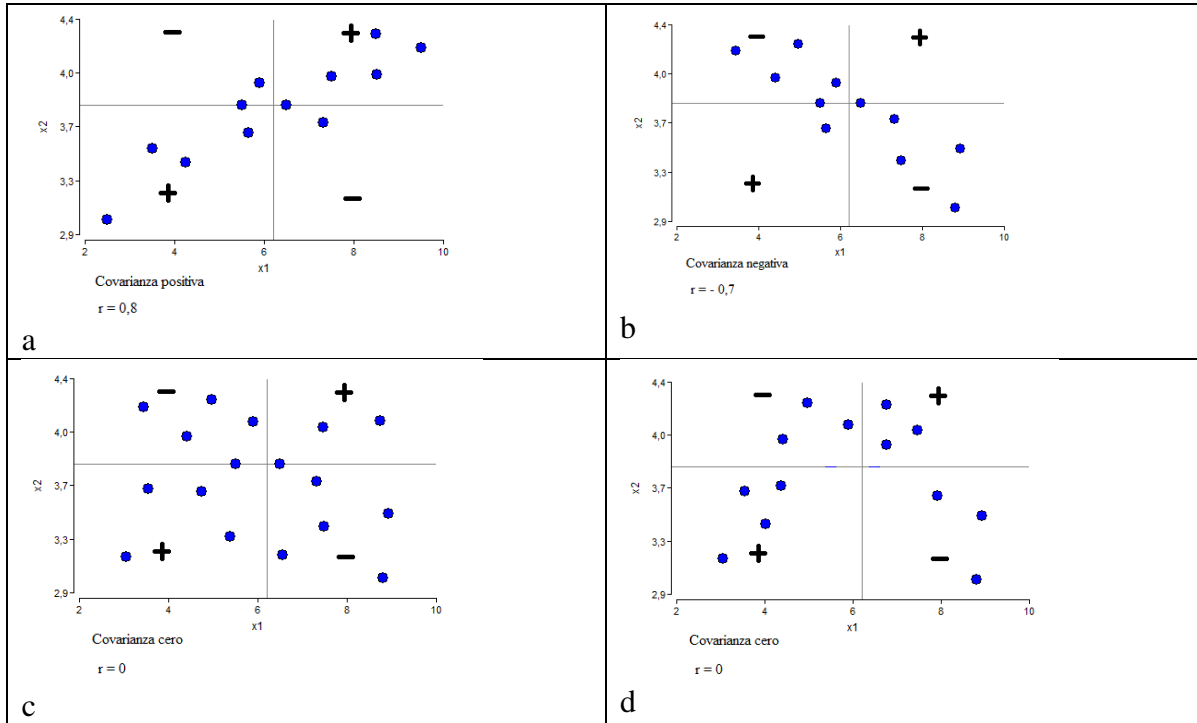 4,4
4,0
3,7
3,3
2,9
x2
2 4 6 8 10
x1
Covarianza positiva
r = 0,8
a
4,4
4,0
3,7
3,3
2,9
x2
2 4 6 8 10
x1
Covarianza negativa
r = - 0,7
b
4,4
4,0
3,7
3,3
2,9
x2
2 4 6 8 10
x1
Covarianza cero
r = 0
c
4,4
4,0
3,7
3,3
2,9
x2
2 4 6 8 10
x1
Covarianza cero
r = 0
d